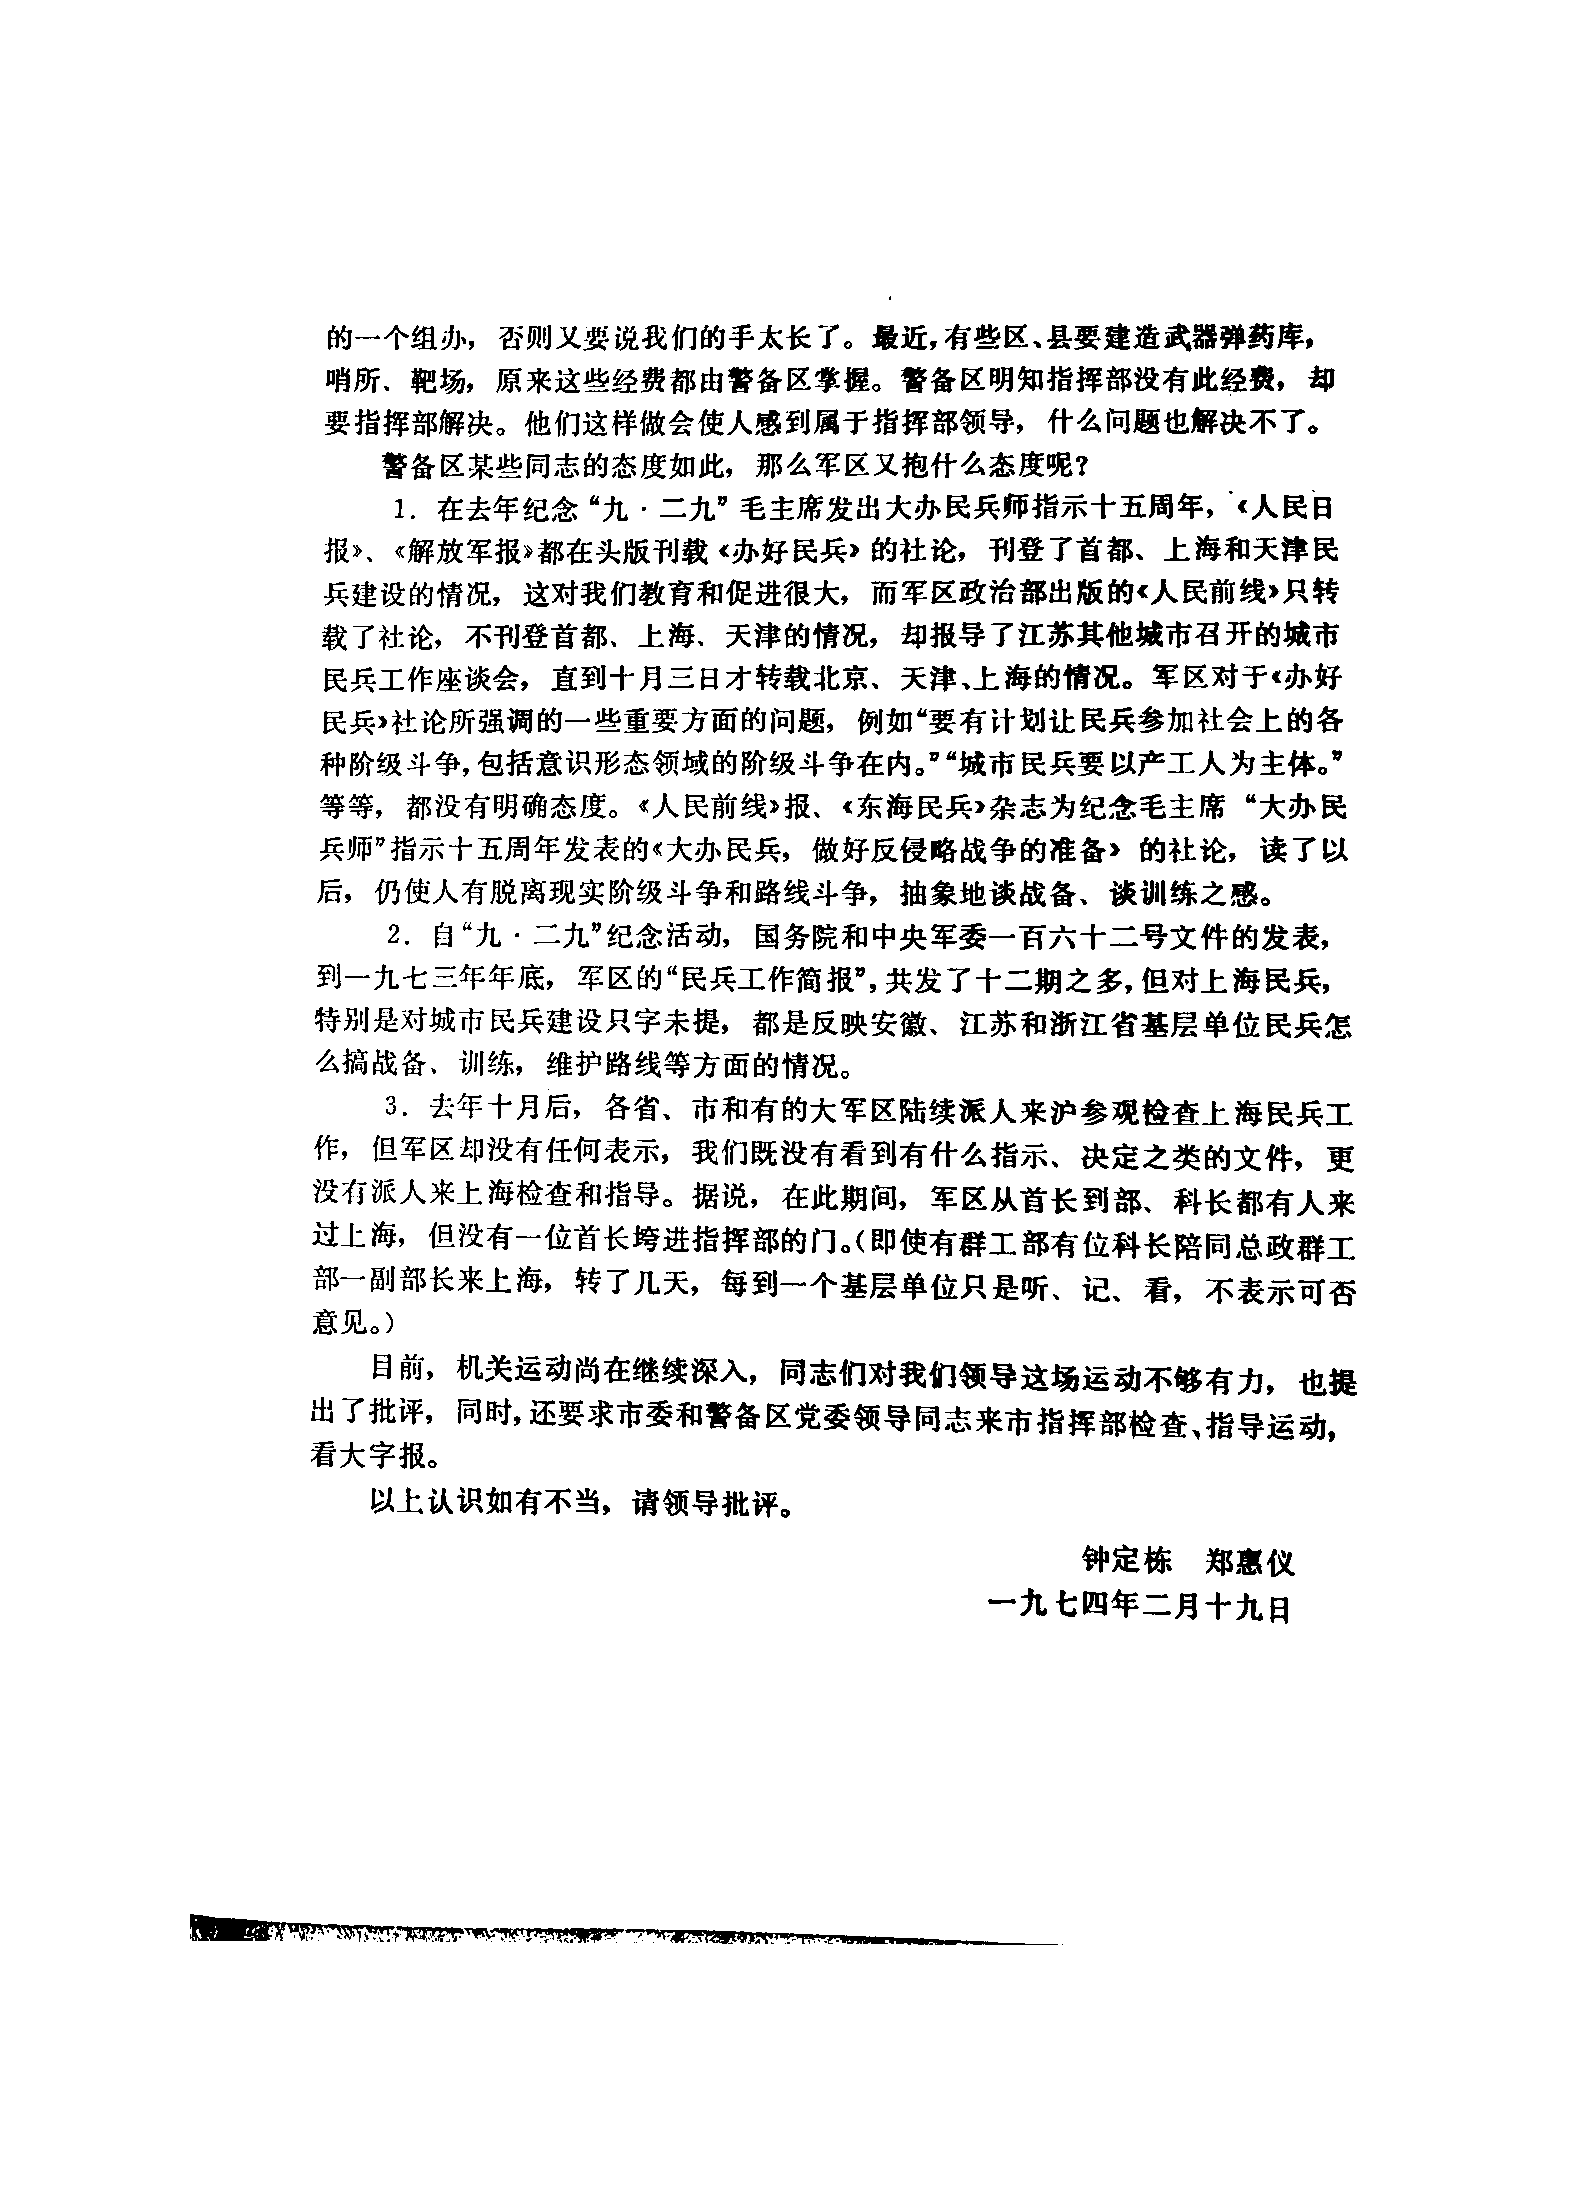 的一个组办，否则又要说我们的手太长了。最近，有些区、县要建造武器弹药库，
哨所、靶场，原来这些经费都由警备区掌握。警备区明知指挥部没有此经费，却
要指挥部解决。他们这样做会使人感到属于指挥部领导，什么问题也解决不了。
警备区某些同志的态度如此，那么军区又抱什么态度呢？
1．在去年纪念“九·二九”毛主席发出大办民兵师指示十五周年，《人民日
报》、《解放军报》都在头版刊载《办好民兵》的社论，刊登了首都、上海和天津民
兵建设的情况，这对我们教育和促进很大，而军区政治部出版的《人民前线》只转
载了社论，不刊登首都、上海、天津的情况，却报导了江苏其他城市召开的城市
民兵工作座谈会，直到十月三日才转载北京、天津、上海的情况。军区对于《办好
民兵》社论所强调的一些重要方面的问题，例如“要有计划让民兵参加社会上的各
种阶级斗争，包括意识形态领域的阶级斗争在内。”“城市民兵要以产工人为主体。”
等等，都没有明确态度。《人民前线》报、《东海民兵》杂志为纪念毛主席“大办民
兵师”指示十五周年发表的《大办民兵，做好反侵略战争的准备》的社论，读了以
后，仍使人有脱离现实阶级斗争和路线斗争，抽象地谈战备、谈训练之感。
2．自“九·二九”纪念活动，国务院和中央军委一百六十二号文件的发表，
到一九七三年年底，军区的“民兵工作简报”，共发了十二期之多，但对上海民兵，
特别是对城市民兵建设只字未提，都是反映安徽、江苏和浙江省基层单位民兵怎
么搞战备、训练，维护路线等方面的情况。
3．去年十月后，各省、市和有的大军区陆续派人来沪参观检查上海民兵工
作，但军区却没有任何表示，我们既没有看到有什么指示、决定之类的文件，更
没有派人来上海检查和指导。据说，在此期间，军区从首长到部、科长都有人来
过上海，但没有一位首长垮进指挥部的门。（即使有群工部有位科长陪同总政群工
部一副部长来上海，转了几天，每到一个基层单位只是听、记、看，不表示可否
意见。）
目前，机关运动尚在继续深入，同志们对我们领导这场运动不够有力，也提
出了批评，同时，还要求市委和警备区党委领导同志来市指挥部检查、指导运动，
看大字报。
以上认识如有不当，请领导批评。
钟定栋　郑惠仪
一九七四年二月十九日